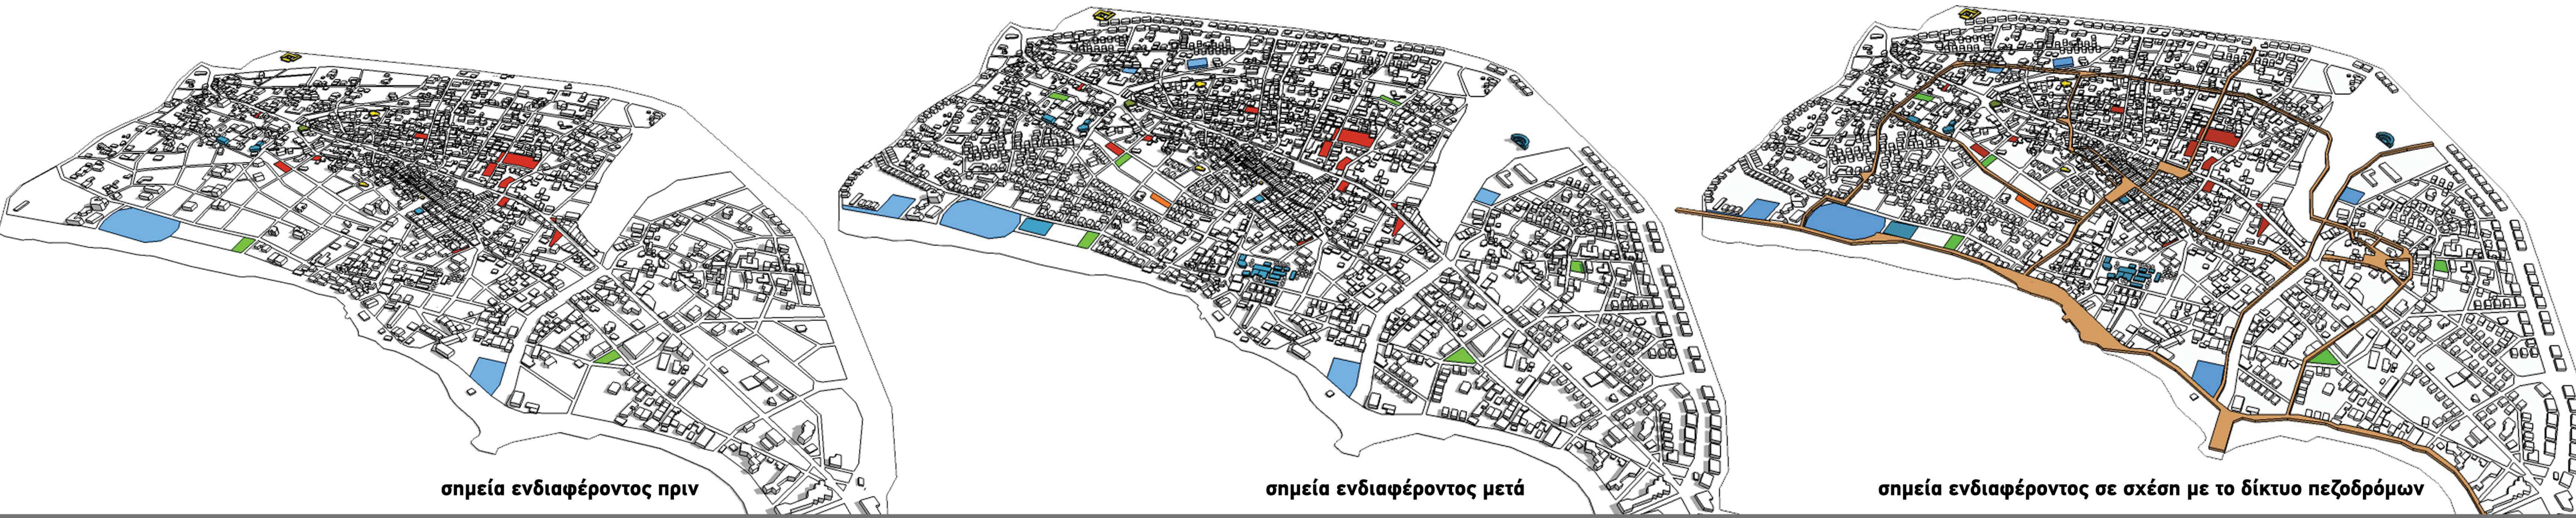 σημεία ενδιαφέροντος πριν
σημεία ενδιαφέροντος μετά
σημεία ενδιαφέροντος σε σχέση με το δίκτυο πεζοδρόμων